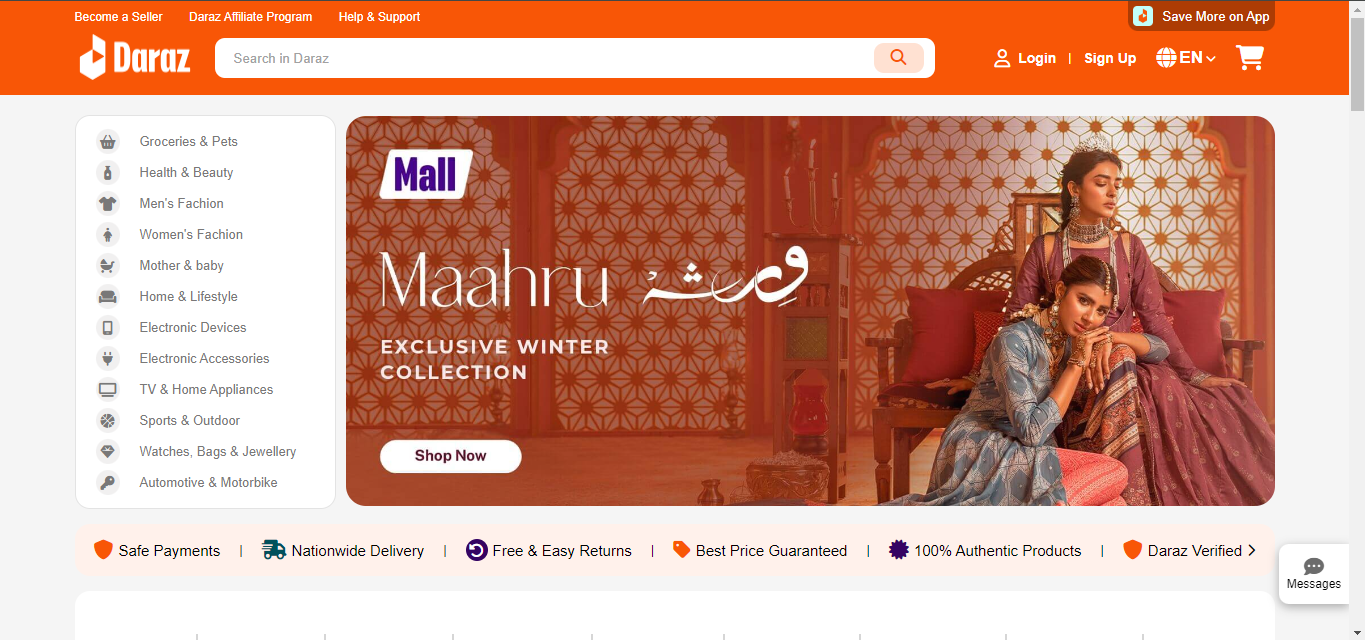 Become a Seller
Daraz Affiliate Program
Help & Support
Save More on App
Daraz
Search in Daraz
Login
Sign Up
EN
Groceries & Pets
Health & Beauty
Men's Fachion
Women's Fachion
Mother & baby
Home & Lifestyle
Electronic Devices
Electronic Accessories
TV & Home Appliances
Sports & Outdoor
Watches, Bags & Jewellery
Automotive & Motorbike
Mall
Maahru
EXCLUSIVE WINTER
COLLECTION
Shop Now
Safe Payments
Nationwide Delivery
Free & Easy Returns
Best Price Guaranteed
100% Authentic Products
Daraz Verified
Messages